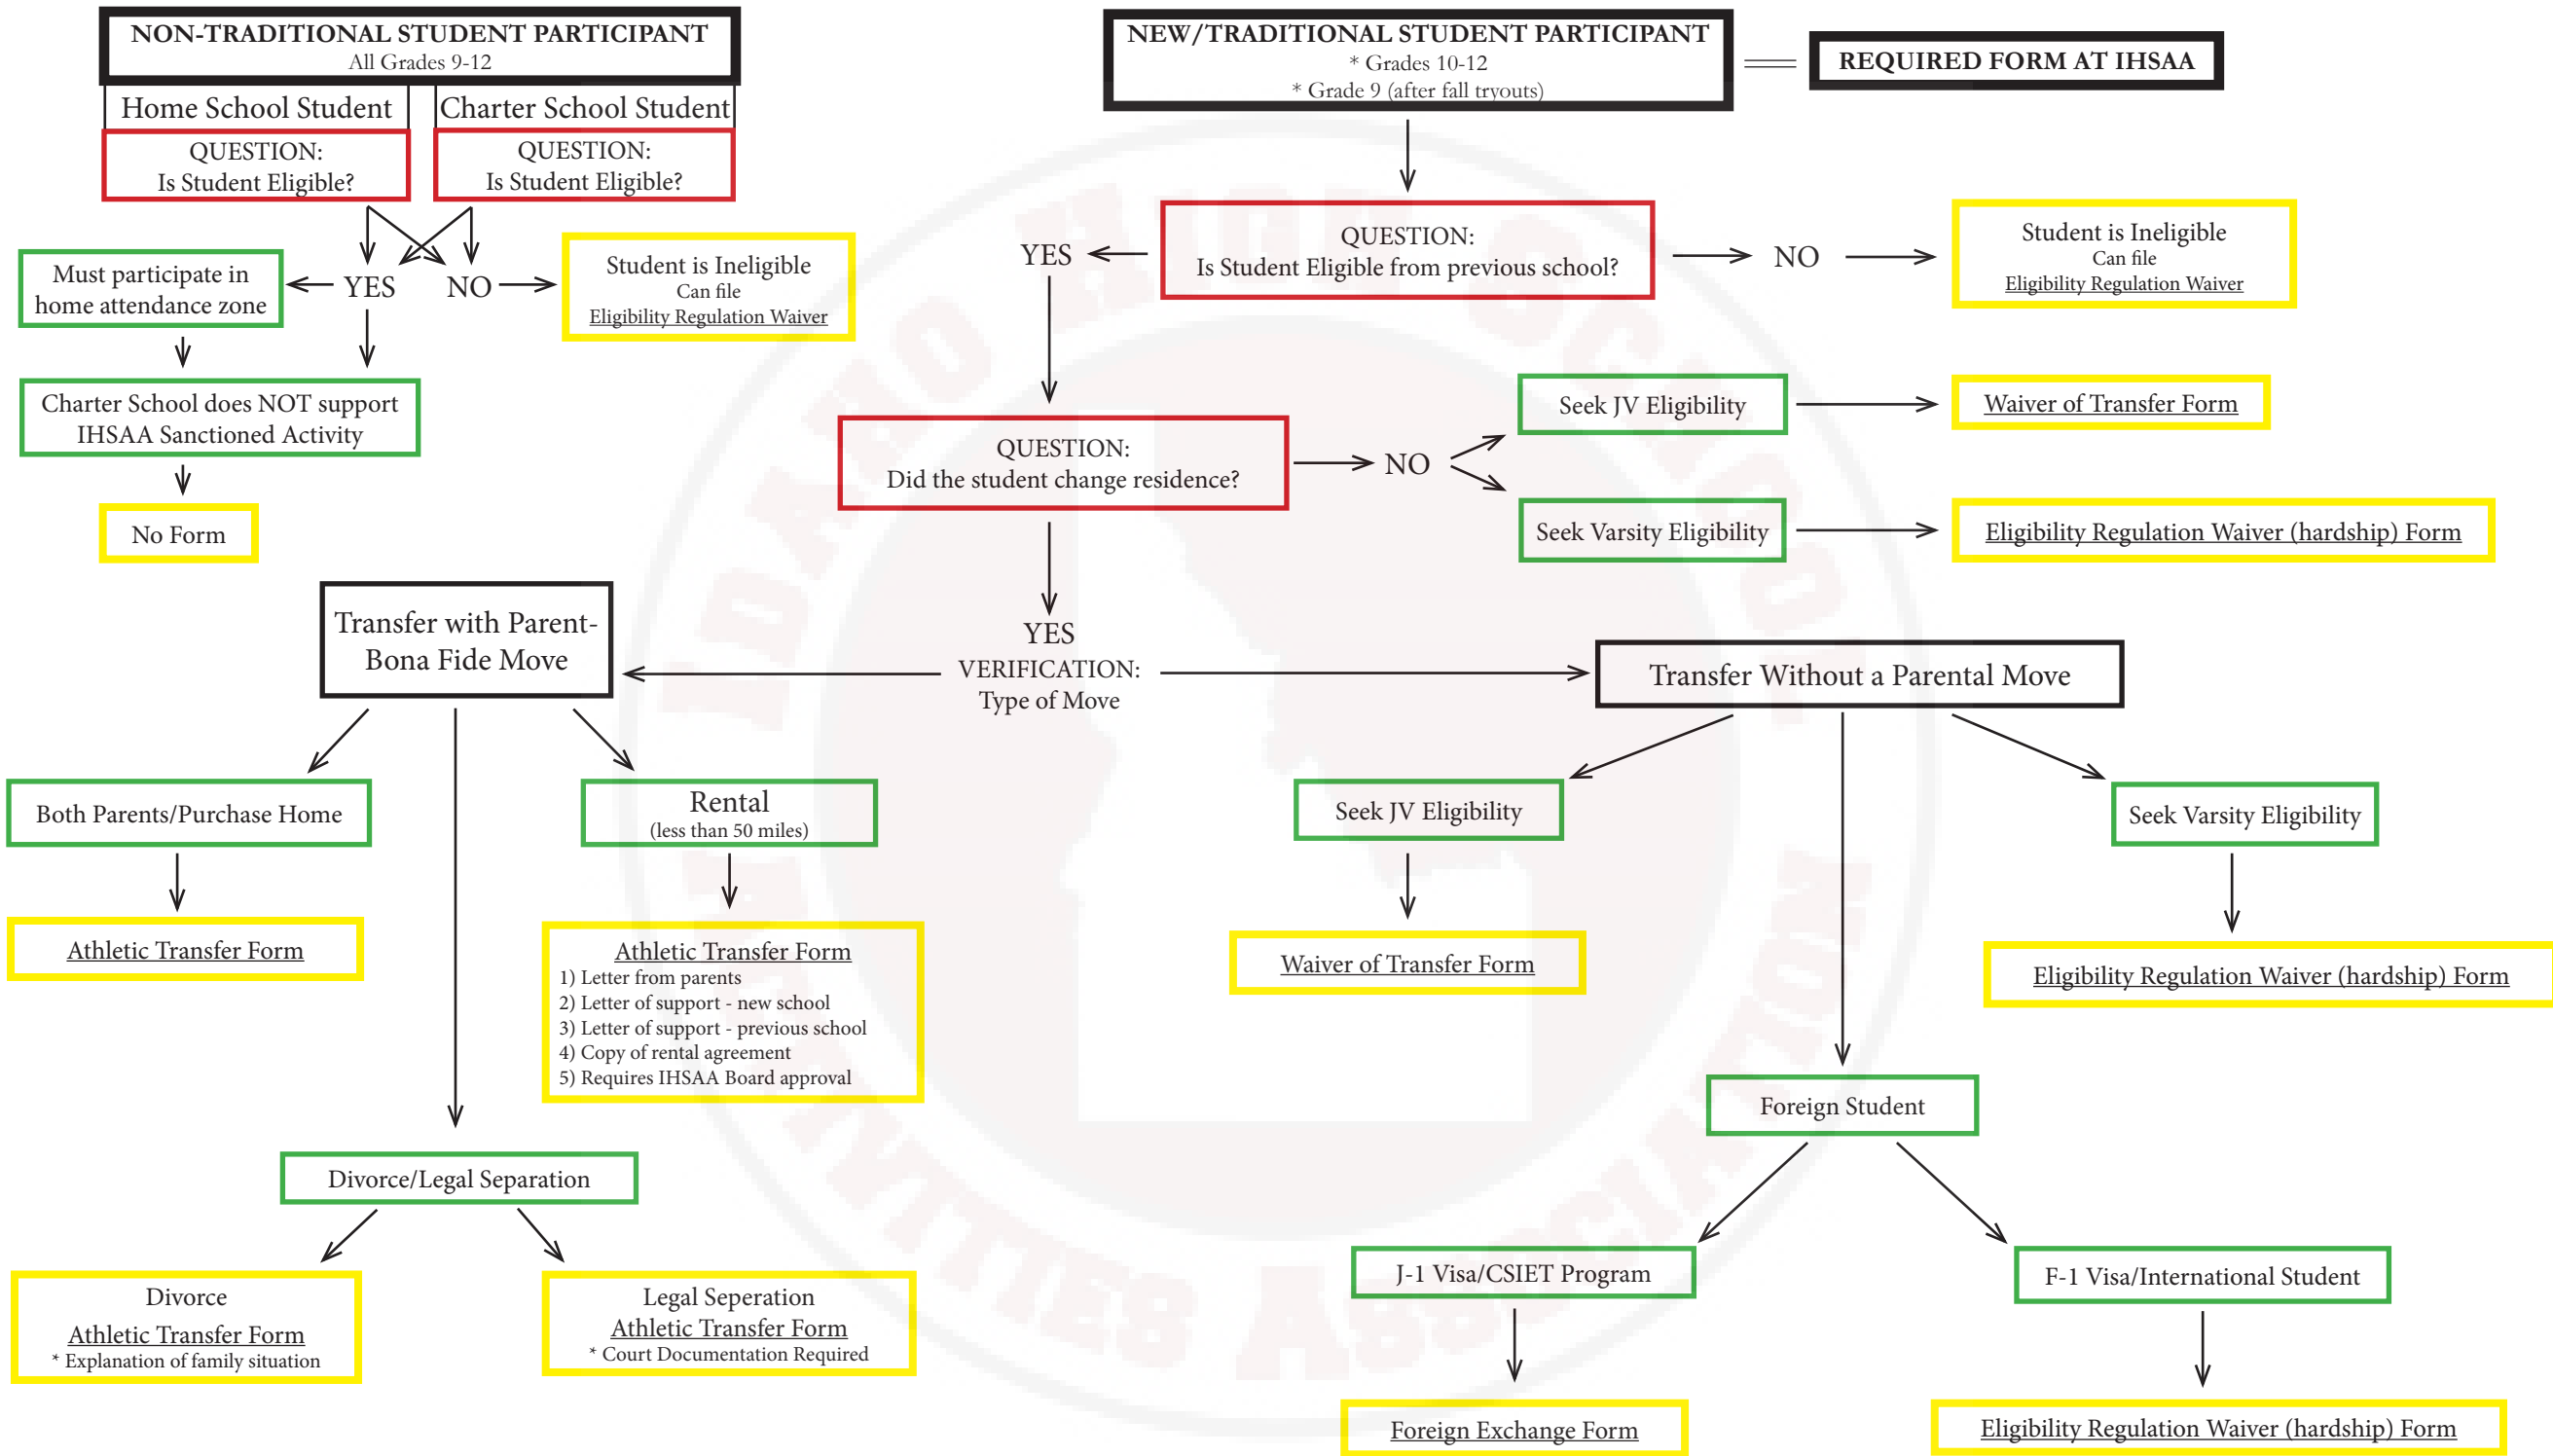 NON-TRADITIONAL STUDENT PARTICIPANT
All Grades 9-12
Home School Student
Charter School Student
QUESTION:
Is Student Eligible?
QUESTION:
Is Student Eligible?
Must participate in
home attendance zone
YES
NO
Student is Ineligible
Can file
Eligibility Regulation Waiver
Charter School does NOT support
IHSAA Sanctioned Activity
No Form
NEW/TRADITIONAL STUDENT PARTICIPANT
* Grades 10-12
* Grade 9 (after fall tryouts)
REQUIRED FORM AT IHSAA
YES
QUESTION:
Is Student Eligible from previous school?
NO
Student is Ineligible
Can file
Eligibility Regulation Waiver
QUESTION:
Did the student change residence?
NO
Seek JV Eligibility
Waiver of Transfer Form
Seek Varsity Eligibility
Eligibility Regulation Waiver (hardship) Form
YES
VERIFICATION:
Type of Move
Transfer with Parent-
Bona Fide Move
Both Parents/Purchase Home
Athletic Transfer Form
Rental
(less than 50 miles)
Athletic Transfer Form
1) Letter from parents
2) Letter of support - new school
3) Letter of support - previous school
4) Copy of rental agreement
5) Requires IHSAA Board approval
Divorce/Legal Separation
Divorce
Athletic Transfer Form
* Explanation of family situation
Legal Seperation
Athletic Transfer Form
* Court Documentation Required
Transfer Without a Parental Move
Seek JV Eligibility
Waiver of Transfer Form
Seek Varsity Eligibility
Eligibility Regulation Waiver (hardship) Form
Foreign Student
J-1 Visa/CSIET Program
Foreign Exchange Form
F-1 Visa/International Student
Eligibility Regulation Waiver (hardship) Form
IDAHO HIGH SCHOOL
ACTIVITIES ASSOCIATION